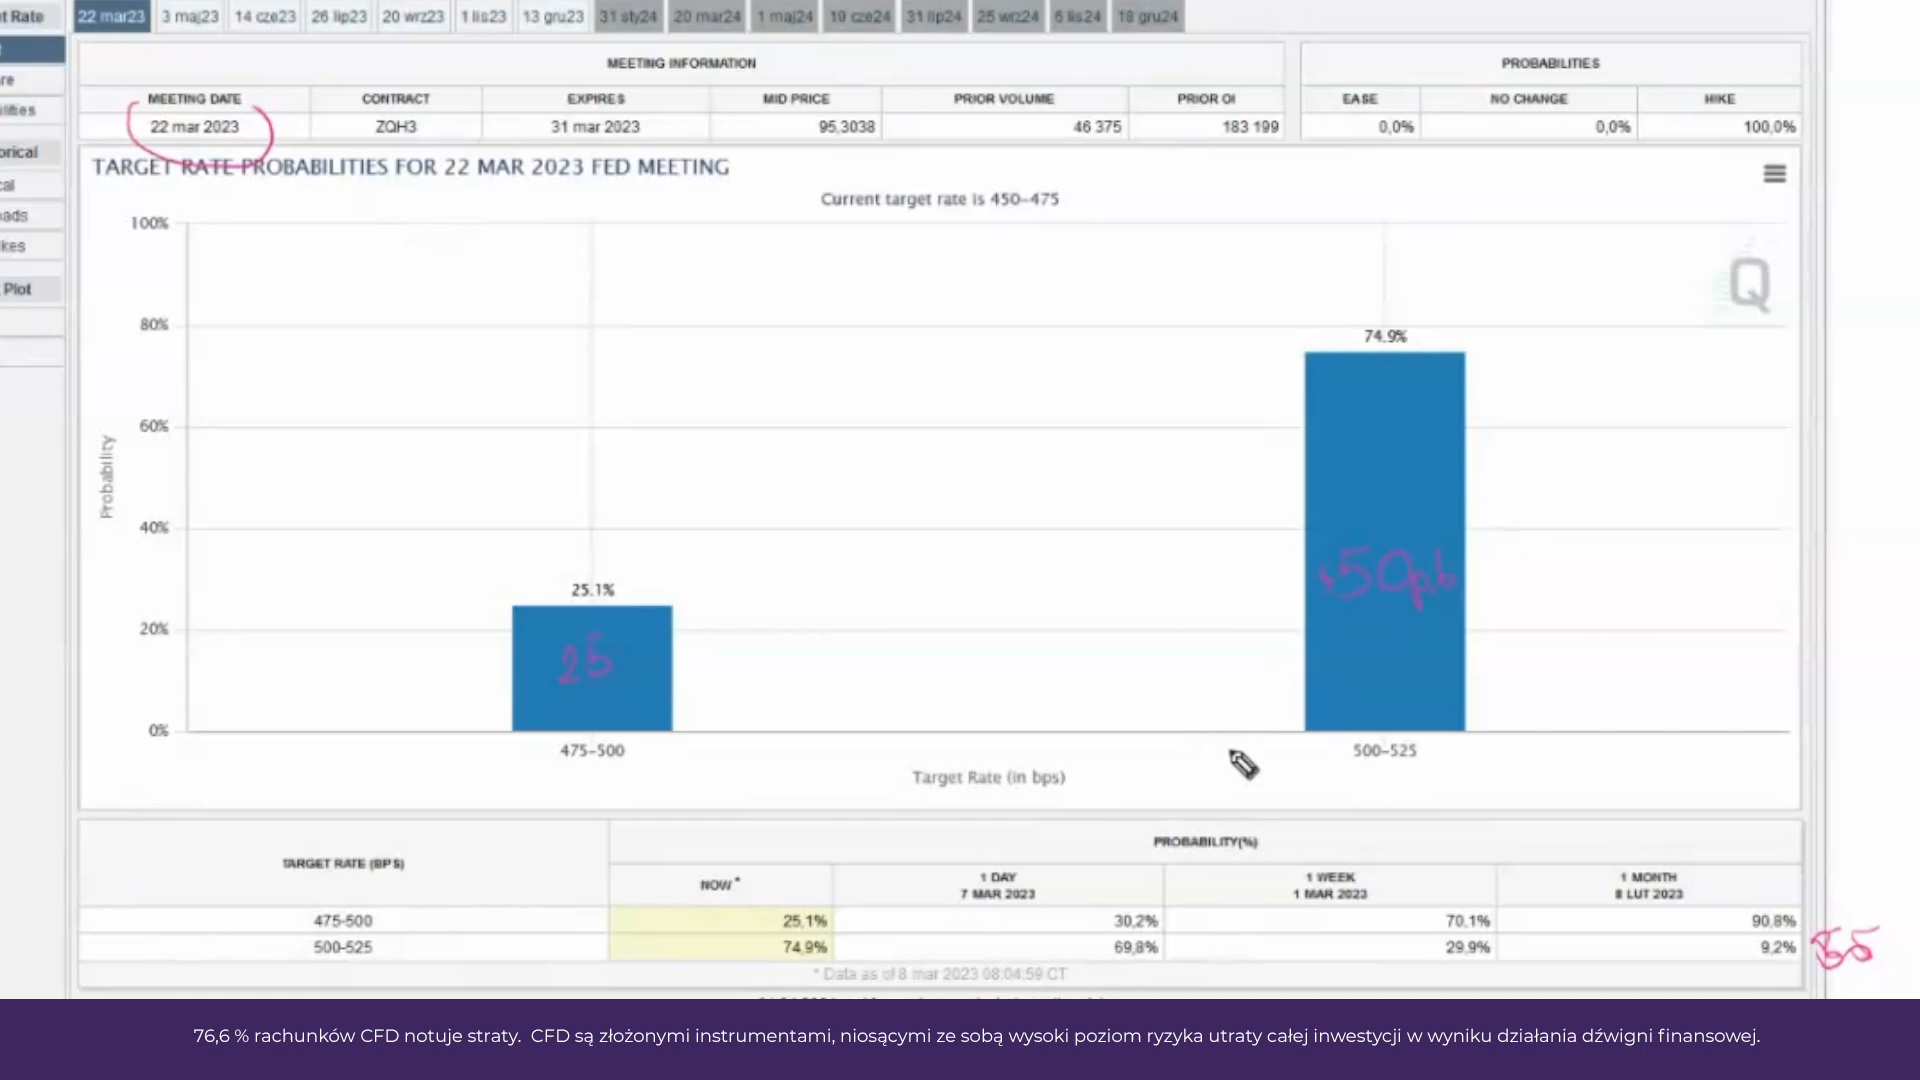 t Rate
22 mar23 3 maj23 14 cze23 26 lip23 20 wrz23 1 lis23 13 gru23 31 sty24 20 mar24 1 maj24 19 cze24 31 lip24 25 wrz24 6 lis24 18 gru24
MEETING INFORMATION
PROBABILITIES
re
MEETING DATE CONTRACT EXPIRES MID PRICE PRIOR VOLUME PRIOR OI EASE NO CHANGE HIKE
ilities
22 mar 2023 ZQH3 31 mar 2023 95,3038 46 375 183 199 0,0% 0,0% 100,0%
orical
TARGET RATE PROBABILITIES FOR 22 MAR 2023 FED MEETING
cal
Current target rate is 450–475
oads
ikes
Plot
100%
80%
60%
40%
20%
0%
Probability
Q
74.9%
+50pb
25.1%
25
475–500 500–525
Target Rate (in bps)
TARGET RATE (BPS) PROBABILITY(%)
NOW * 1 DAY 7 MAR 2023 1 WEEK 1 MAR 2023 1 MONTH 8 LUT 2023
475-500 25,1% 30,2% 70,1% 90,8%
500-525 74,9% 69,8% 29,9% 9,2%
* Data as of 8 mar 2023 08:04:59 CT
76,6 % rachunków CFD notuje straty. CFD są złożonymi instrumentami, niosącymi ze sobą wysoki poziom ryzyka utraty całej inwestycji w wyniku działania dźwigni finansowej.